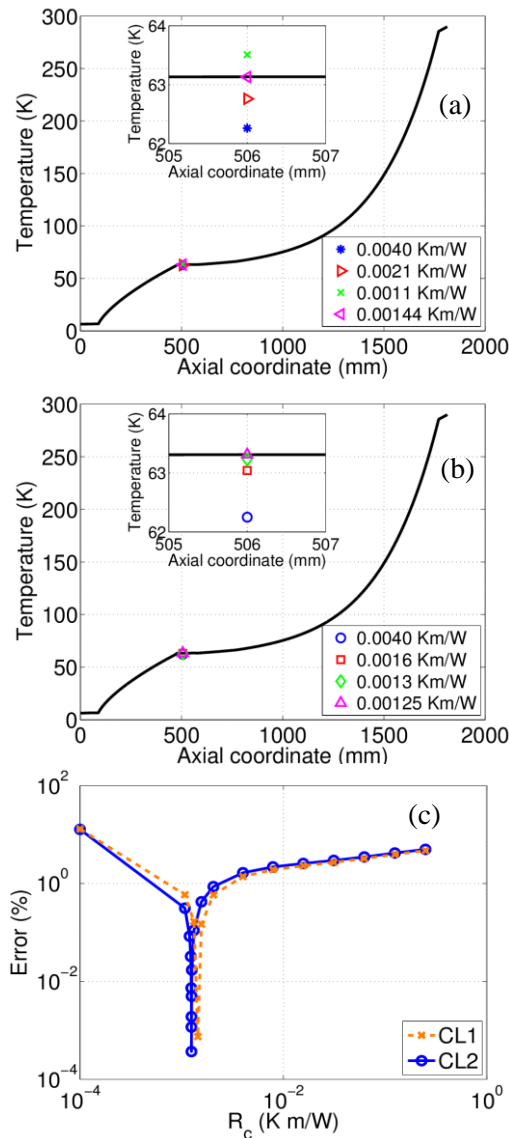 300
250
200
150
100
50
0
0 500 1000 1500 2000
Temperature (K)
Axial coordinate (mm)
(a)
64
63
62
505 506 507
Temperature (K)
Axial coordinate (mm)
0.0040 Km/W
0.0021 Km/W
0.0011 Km/W
0.00144 Km/W
300
250
200
150
100
50
0
0 500 1000 1500 2000
Temperature (K)
Axial coordinate (mm)
(b)
64
63
62
505 506 507
Temperature (K)
Axial coordinate (mm)
0.0040 Km/W
0.0016 Km/W
0.0013 Km/W
0.00125 Km/W
10^2
10^0
10^-2
10^-4
10^-4 10^-2 10^0
Error (%)
R_c (K m/W)
(c)
CL1
CL2